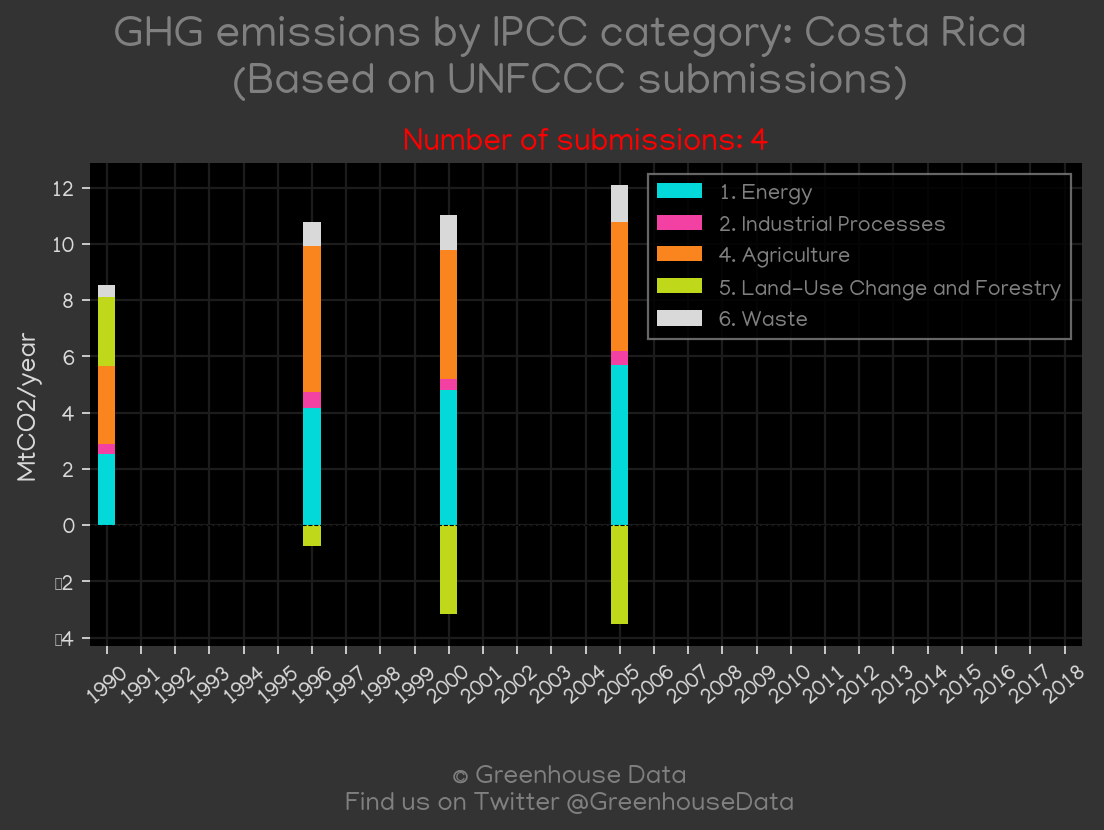 GHG emissions by IPCC category: Costa Rica
(Based on UNFCCC submissions)
Number of submissions: 4
1. Energy
2. Industrial Processes
4. Agriculture
5. Land-Use Change and Forestry
6. Waste
MtCO2/year
12
10
8
6
4
2
0
▯2
▯4
1990 1991 1992 1993 1994 1995 1996 1997 1998 1999 2000 2001 2002 2003 2004 2005 2006 2007 2008 2009 2010 2011 2012 2013 2014 2015 2016 2017 2018
© Greenhouse Data
Find us on Twitter @GreenhouseData